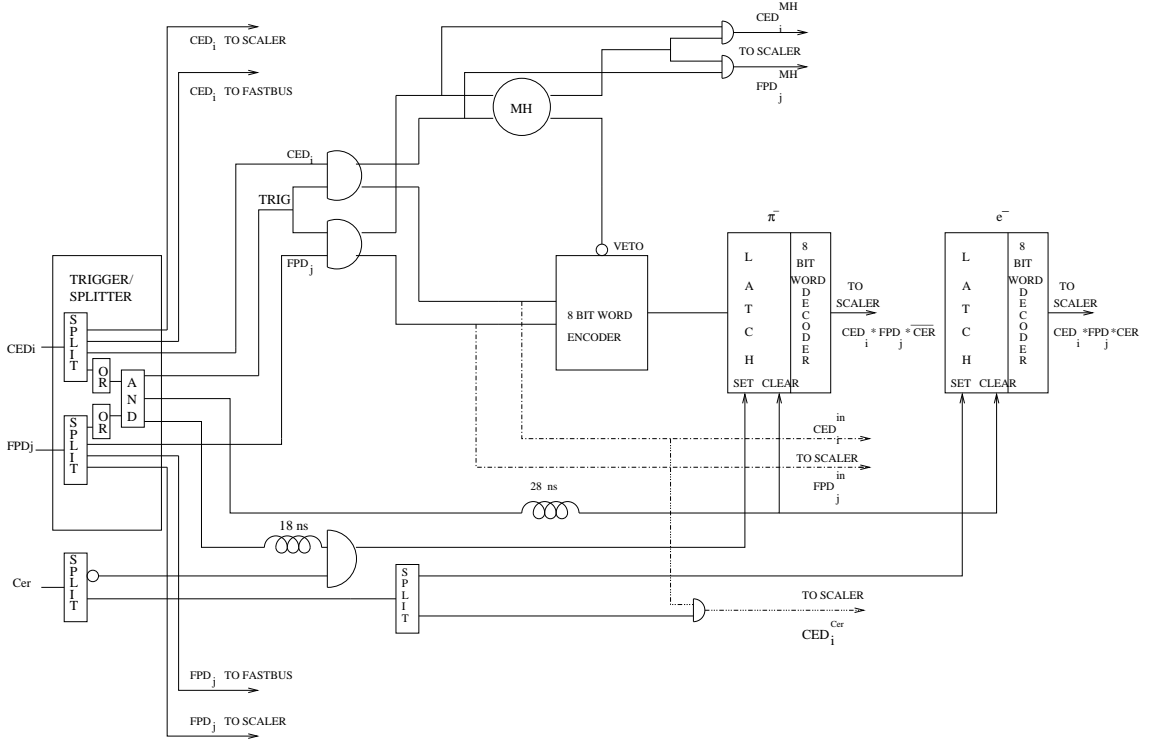 CED i MH
CED i TO SCALER
TO SCALER
MH
FPD j
CED i TO FASTBUS
MH
CED i
TRIG
FPD j
VETO
π−
e−
TRIGGER/
SPLITTER
SPLIT
CEDi
OR
AND
OR
SPLIT
FPDj
8 BIT WORD
ENCODER
LATCH
8
BIT
WORD
DECODER
SET CLEAR
TO
SCALER
CED i * FPD j * CER
LATCH
8
BIT
WORD
DECODER
SET CLEAR
TO
SCALER
CED i *FPD j *CER
in
CED i
TO SCALER
in
FPD j
28 ns
18 ns
Cer
SPLIT
SPLIT
TO SCALER
CED i Cer
FPD j TO FASTBUS
FPD j TO SCALER